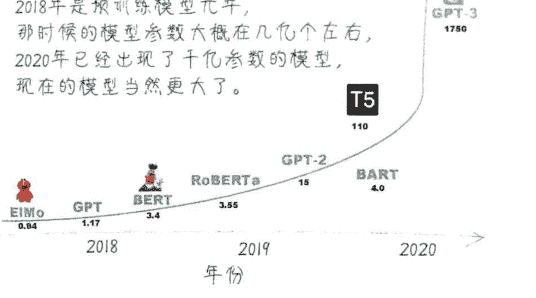 2018年是预训练模型元年，
那时候的模型参数大概在几亿个左右，
2020年已经出现了千亿参数的模型，
现在的模型当然更大了。
GPT-3
1750
T5
110
GPT-2
15
BART
4.0
RoBERTa
3.55
BERT
3.4
GPT
1.17
ElMo
0.94
2018 2019 2020
年份